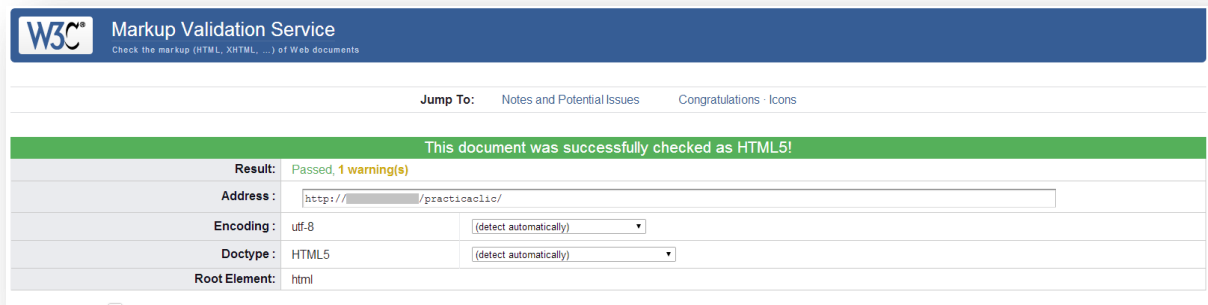 W3C®
Markup Validation Service
Check the markup (HTML, XHTML, ...) of Web documents
Jump To: Notes and Potential Issues Congratulations · Icons
This document was successfully checked as HTML5!
Result: Passed, 1 warning(s)
Address : http:// /practicaclic/
Encoding : utf-8 (detect automatically)
Doctype : HTML5 (detect automatically)
Root Element: html